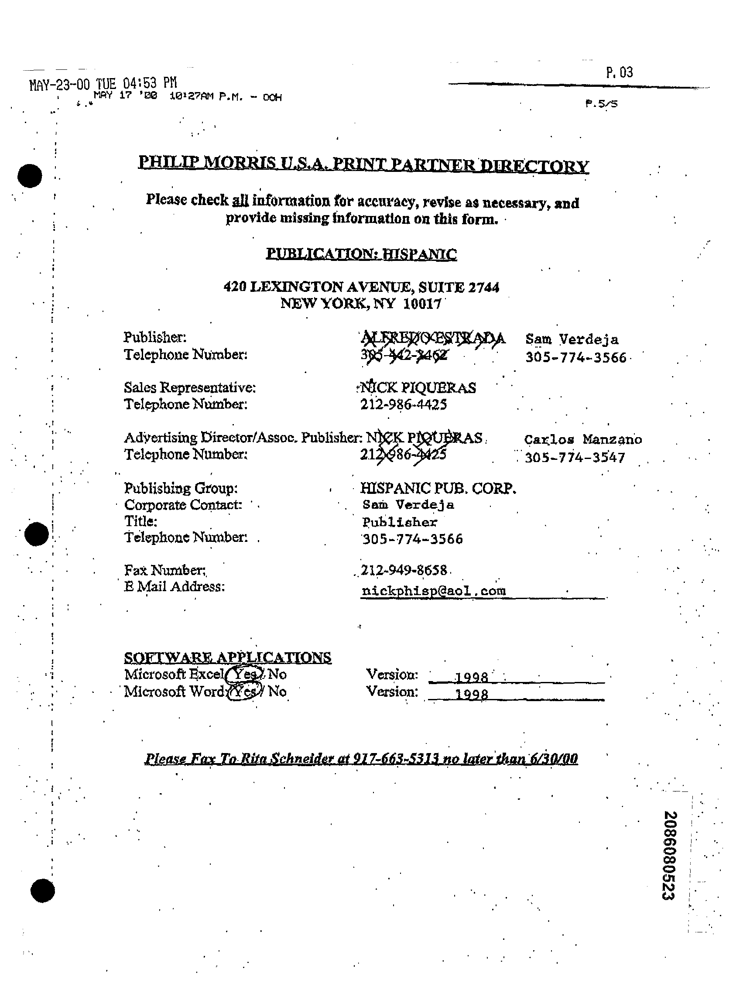 P. 03
MAY-23-00 TUE 04:53 PM
MAY 17 '00 10:27AM P.M. - OOH
P.5/5
PHILIP MORRIS U.S.A. PRINT PARTNER DIRECTORY
Please check all information for accuracy, revise as necessary, and
provide missing information on this form.
PUBLICATION: HISPANIC
420 LEXINGTON AVENUE, SUITE 2744
NEW YORK, NY 10017
Publisher: ALFREDO ESTRADA Sam Verdeja
Telephone Number: 305-442-2462 305-774-3566
Sales Representative: NICK PIQUERAS
Telephone Number: 212-986-4425
Advertising Director/Assoc. Publisher: NICK PIQUERAS Carlos Manzano
Telephone Number: 212-986-4425 305-774-3547
Publishing Group: HISPANIC PUB. CORP.
Corporate Contact: Sam Verdeja
Title: Publisher
Telephone Number: 305-774-3566
Fax Number: 212-949-8658
E Mail Address: nickphisp@aol.com
SOFTWARE APPLICATIONS
Microsoft Excel Yes/ No Version: 1998
Microsoft Word: Yes/ No Version: 1998
Please Fax To Rita Schneider at 917-663-5313 no later than 6/30/00
2086080523